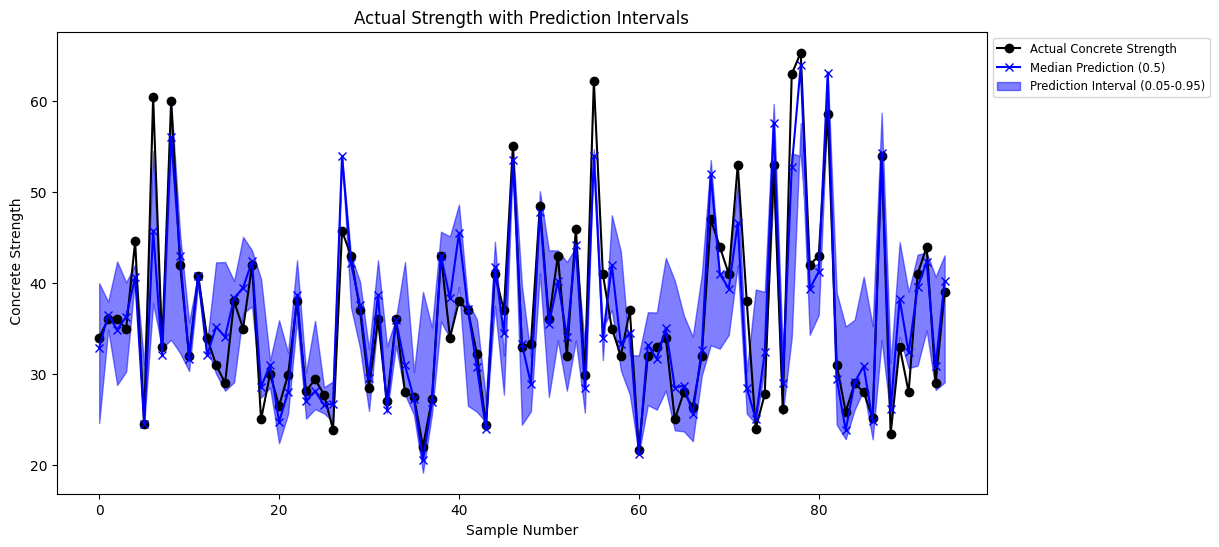 Actual Strength with Prediction Intervals
Actual Concrete Strength
Median Prediction (0.5)
Prediction Interval (0.05-0.95)
Concrete Strength
60
50
40
30
20
0
20
40
60
80
Sample Number